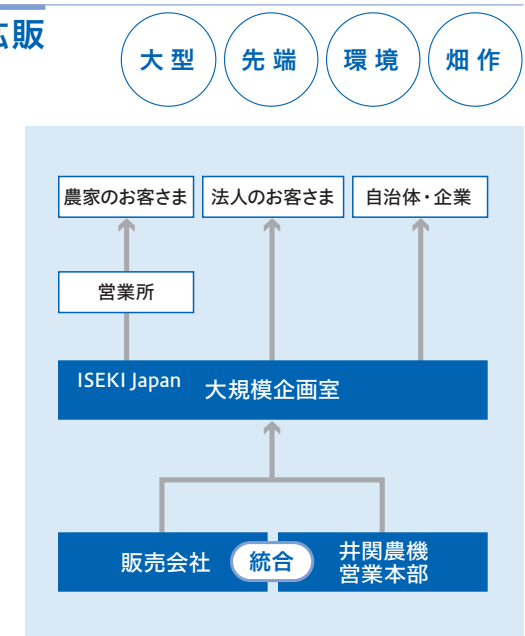 広販
大型
先端
環境
畑作
農家のお客さま
法人のお客さま
自治体・企業
営業所
ISEKI Japan
大規模企画室
販売会社
統合
井関農機
営業本部